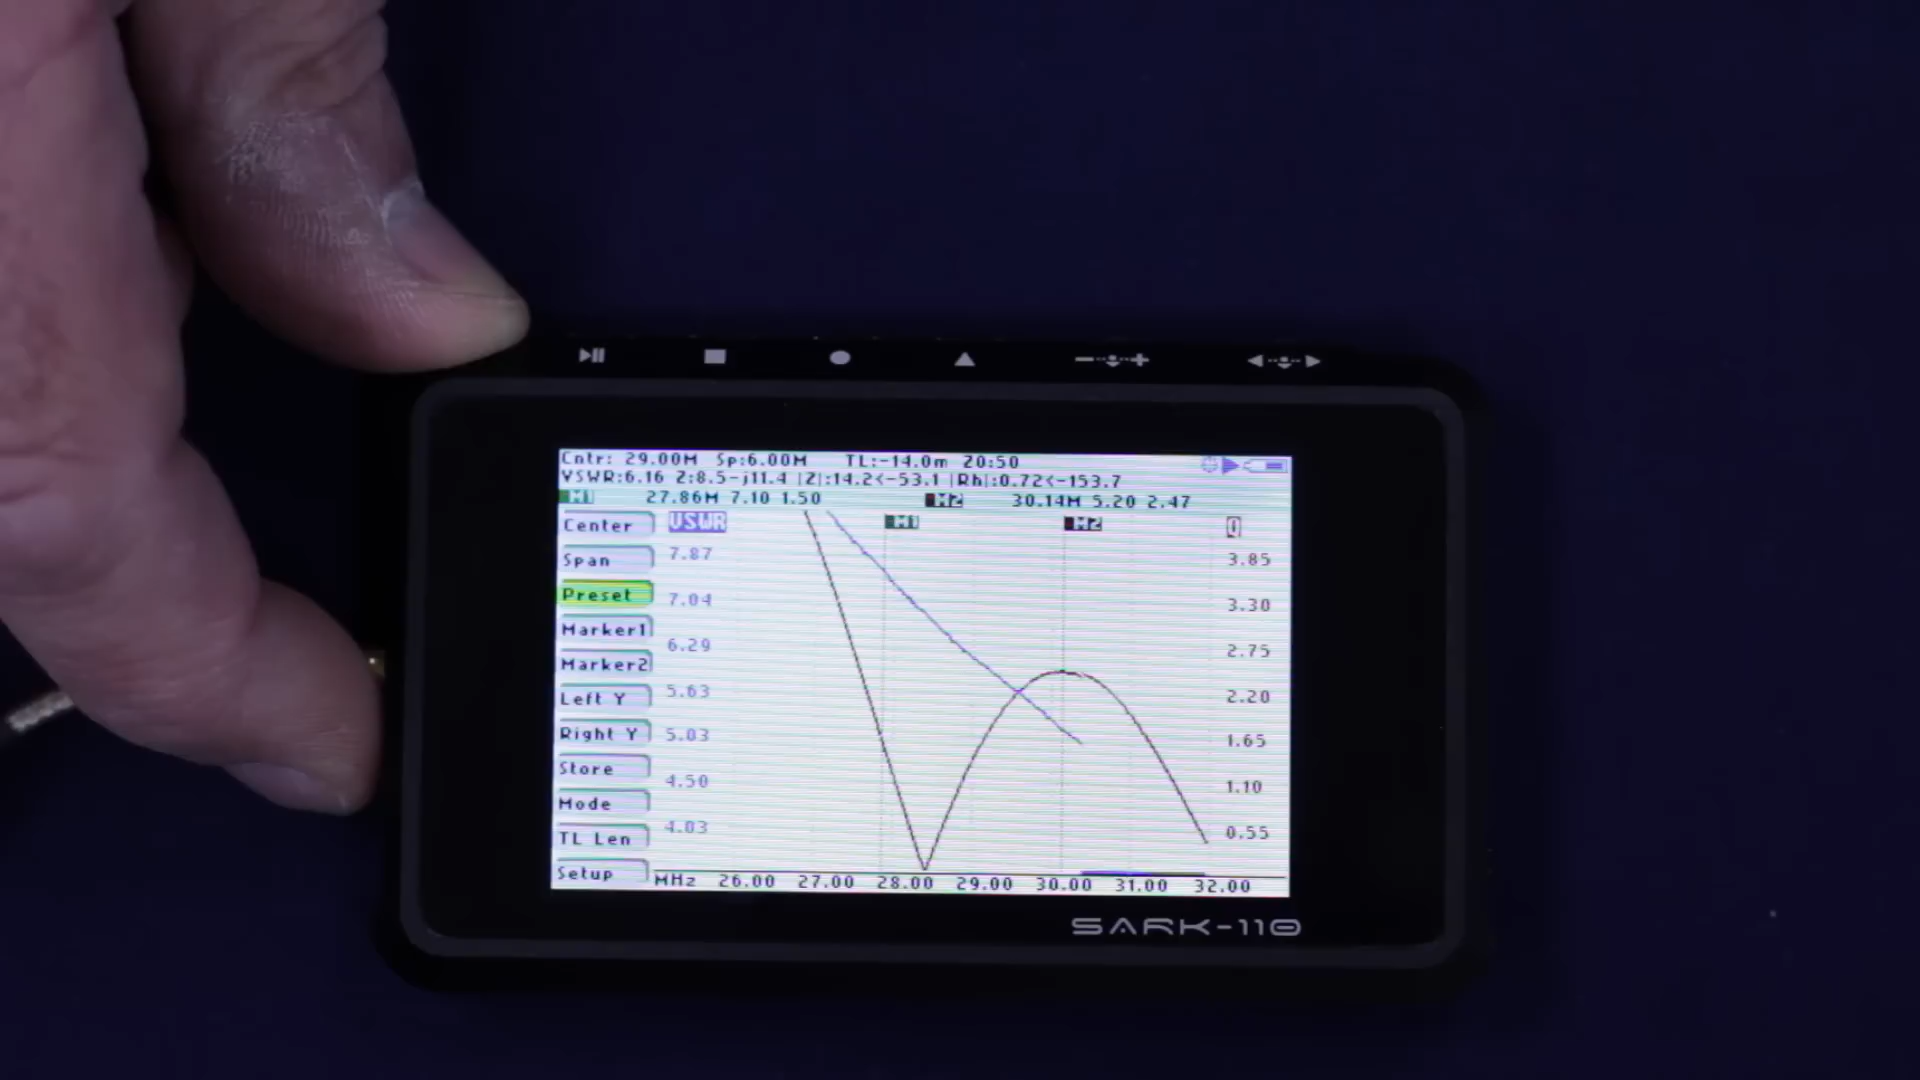 Cntr: 29.00M Sp:6.00M TL:-14.0m 20:50
VSWR:6.16 Z:8.5-j11.4 |Z|:14.2<-53.1 |Rh|:0.72<-153.7
M1 27.86M 7.10 1.50 M2 30.14M 5.20 2.47
Center VSWR M1 M2 Q
7.87 3.85
Span
Preset 7.04 3.30
Marker1
6.29 2.75
Marker2
Left Y 5.63 2.20
Right Y 5.03 1.65
Store
4.50 1.10
Mode
4.03 0.55
TL Len
Setup
MHz 26.00 27.00 28.00 29.00 30.00 31.00 32.00
SARK-110